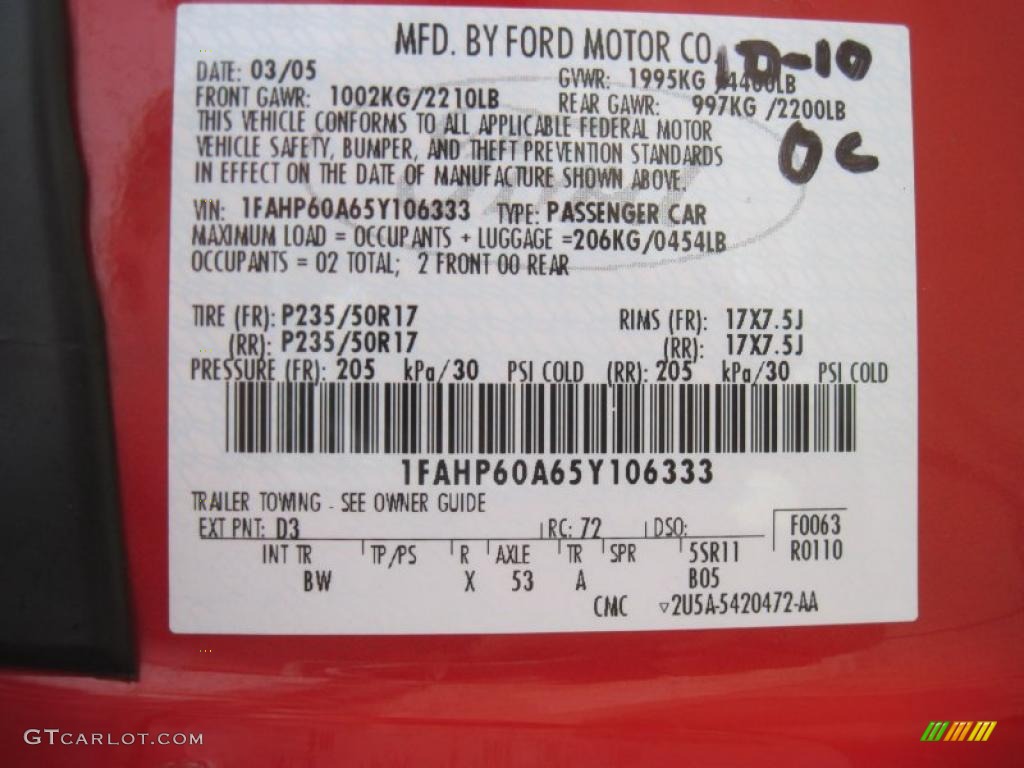 MFD. BY FORD MOTOR CO.
D-10
DATE: 03/05 GVWR: 1995KG /4400LB
FRONT GAWR: 1002KG/2210LB REAR GAWR: 997KG /2200LB
THIS VEHICLE CONFORMS TO ALL APPLICABLE FEDERAL MOTOR
VEHICLE SAFETY, BUMPER, AND THEFT PREVENTION STANDARDS
IN EFFECT ON THE DATE OF MANUFACTURE SHOWN ABOVE.
OC
VIN: 1FAHP60A65Y106333 TYPE: PASSENGER CAR
MAXIMUM LOAD = OCCUPANTS + LUGGAGE =206KG/0454LB
OCCUPANTS = 02 TOTAL; 2 FRONT 00 REAR
TIRE (FR): P235/50R17 RIMS (FR): 17X7.5J
(RR): P235/50R17 (RR): 17X7.5J
PRESSURE (FR): 205 kPa/30 PSI COLD (RR): 205 kPa/30 PSI COLD
1FAHP60A65Y106333
TRAILER TOWING - SEE OWNER GUIDE
EXT PNT: D3 RC: 72 DSO: F0063
INT TR TP/PS R AXLE TR SPR 5SR11 R0110
BW X 53 A B05
CMC ▿2U5A-5420472-AA
GTCARLOT.COM